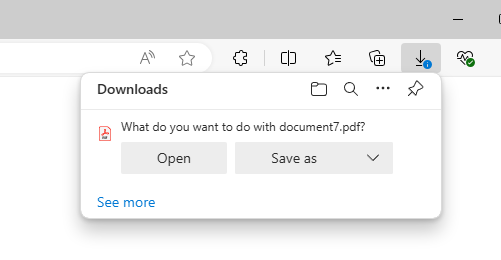 Downloads
What do you want to do with document7.pdf?
Open
Save as
See more